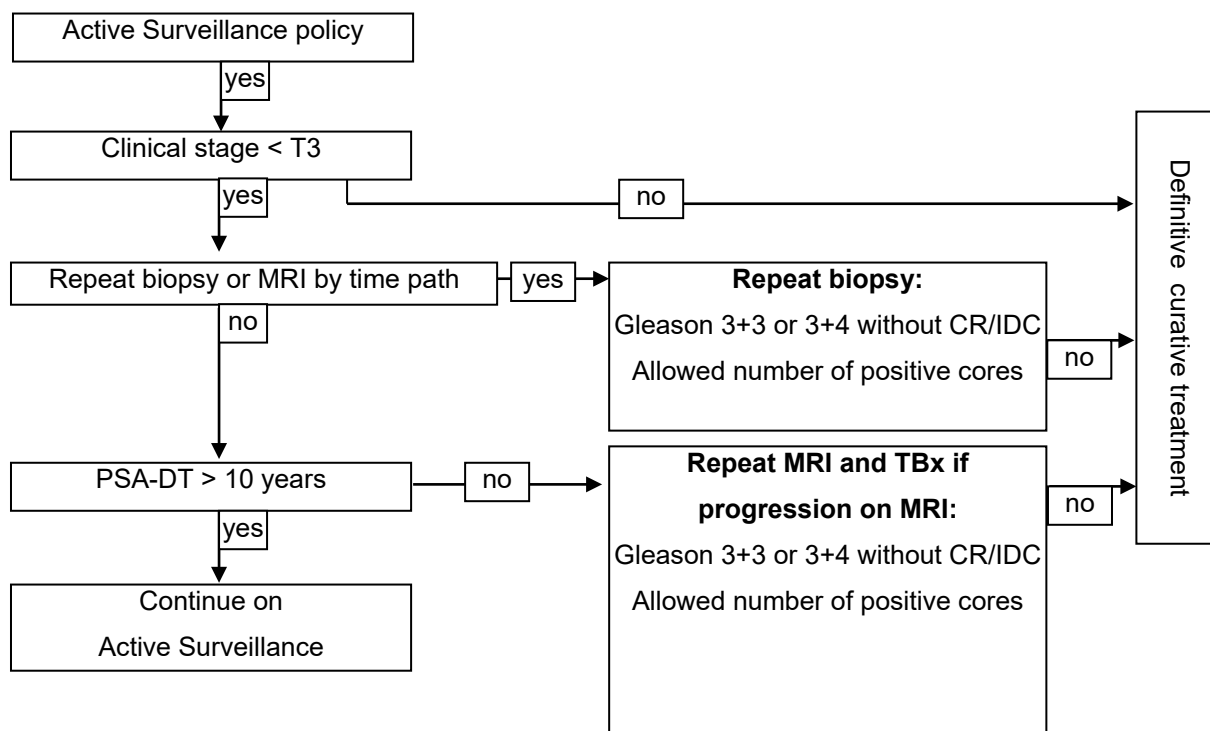 Active Surveillance policy
yes
Clinical stage < T3
yes
no
Repeat biopsy or MRI by time path
yes
no
Repeat biopsy:
Gleason 3+3 or 3+4 without CR/IDC
Allowed number of positive cores
no
PSA-DT > 10 years
no
yes
Repeat MRI and TBx if
progression on MRI:
Gleason 3+3 or 3+4 without CR/IDC
Allowed number of positive cores
no
Continue on
Active Surveillance
Definitive curative treatment